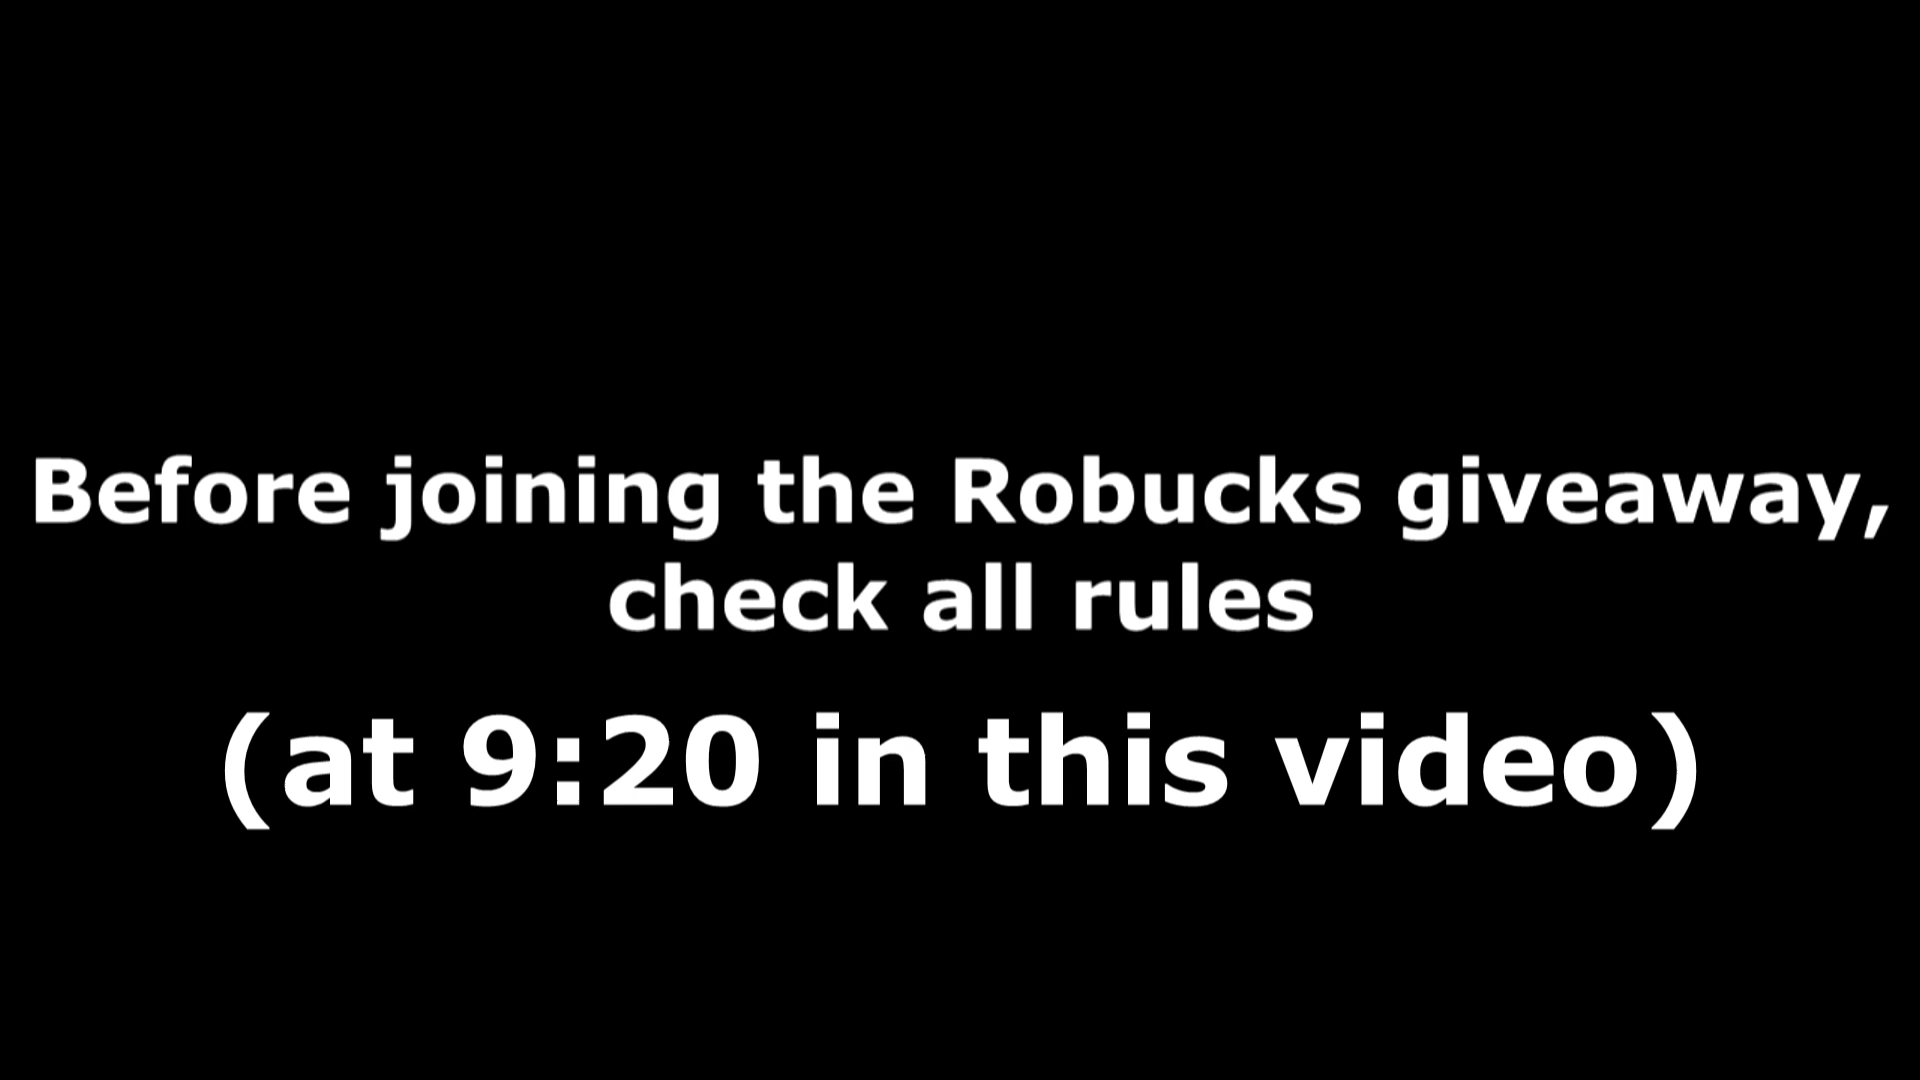 Before joining the Robucks giveaway,
check all rules
(at 9:20 in this video)